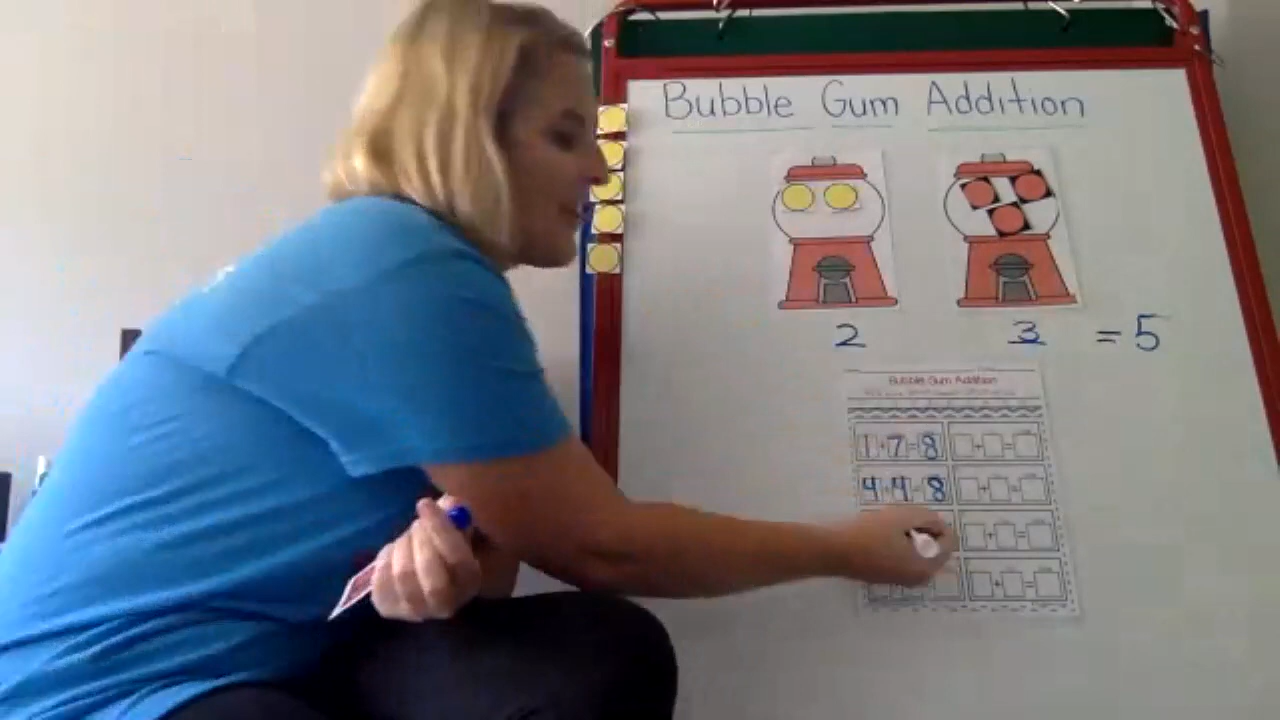 Bubble Gum Addition
2 3 = 5
Bubble Gum Addition
1 + 7 = 8 + =
4 + 4 = 8 + =
+ =
+ =